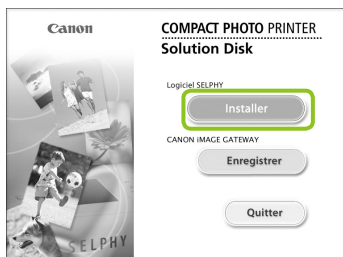 Canon
COMPACT PHOTO PRINTER
Solution Disk
Logiciel SELPHY
Installer
CANON iMAGE GATEWAY
Enregistrer
Quitter
SELPHY